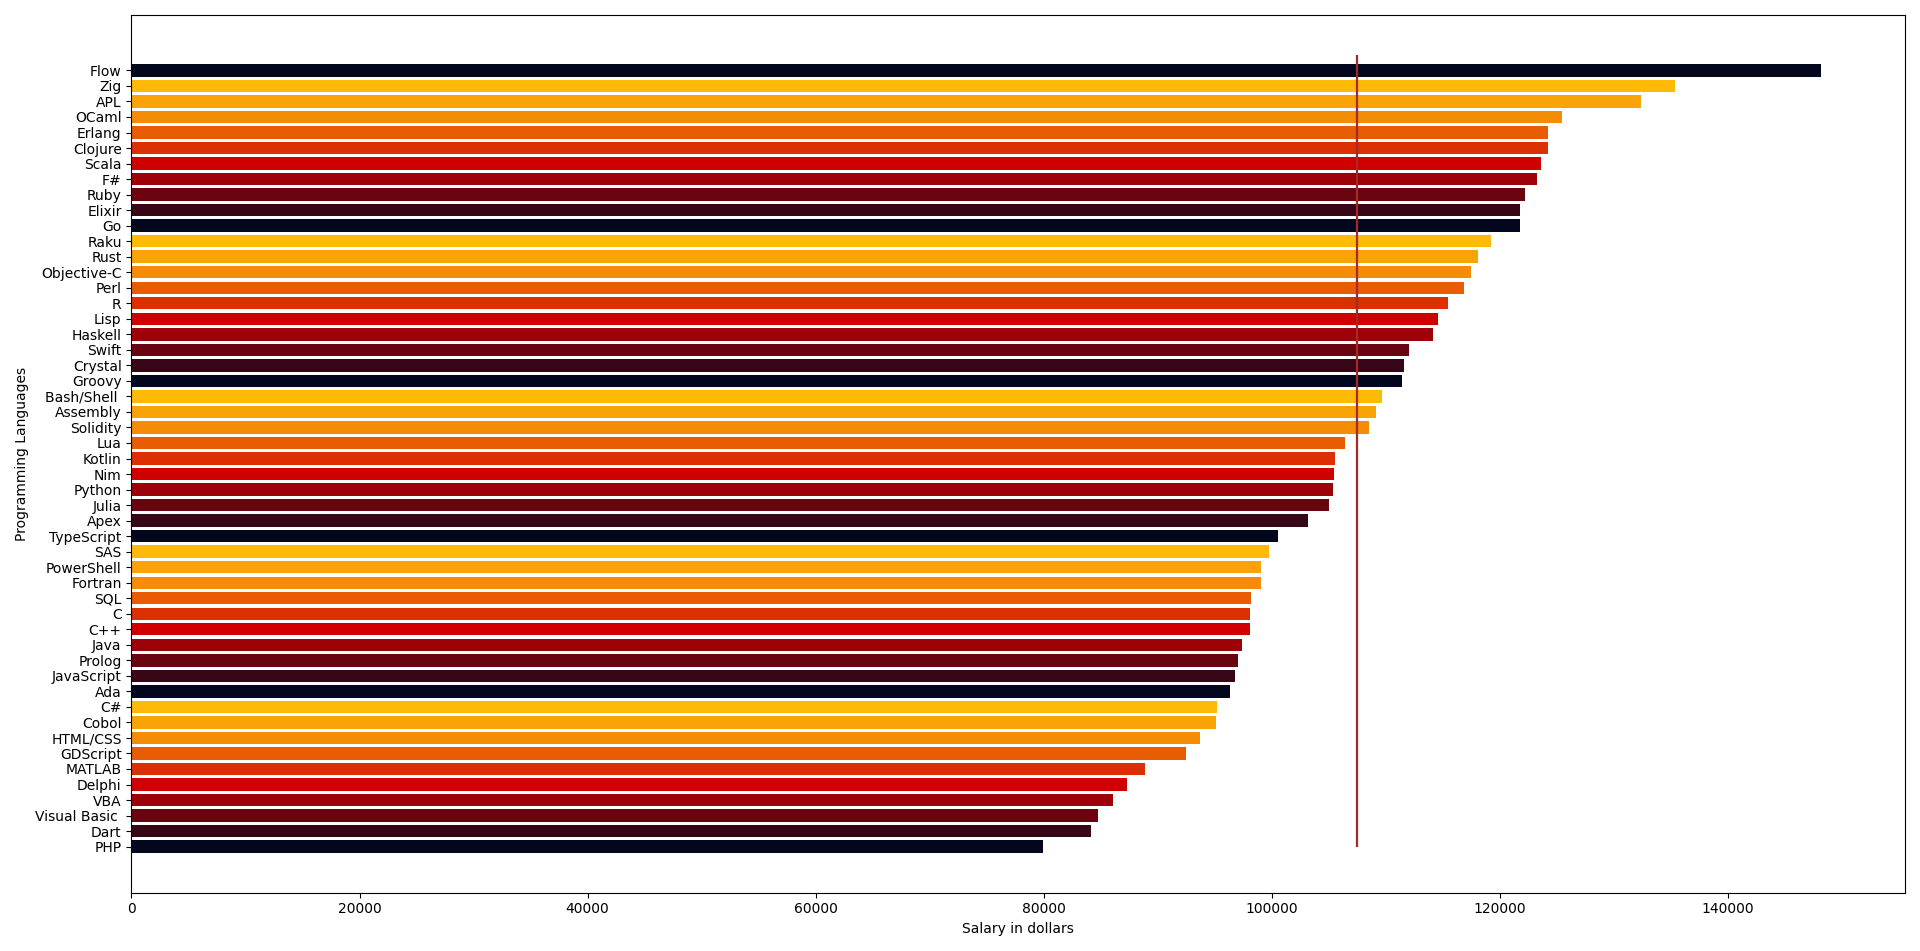 Flow
Zig
APL
OCaml
Erlang
Clojure
Scala
F#
Ruby
Elixir
Go
Raku
Rust
Objective-C
Perl
R
Lisp
Haskell
Swift
Crystal
Groovy
Bash/Shell
Assembly
Solidity
Lua
Kotlin
Nim
Python
Julia
Apex
TypeScript
SAS
PowerShell
Fortran
SQL
C
C++
Java
Prolog
JavaScript
Ada
C#
Cobol
HTML/CSS
GDScript
MATLAB
Delphi
VBA
Visual Basic
Dart
PHP
Programming Languages
0 20000 40000 60000 80000 100000 120000 140000
Salary in dollars